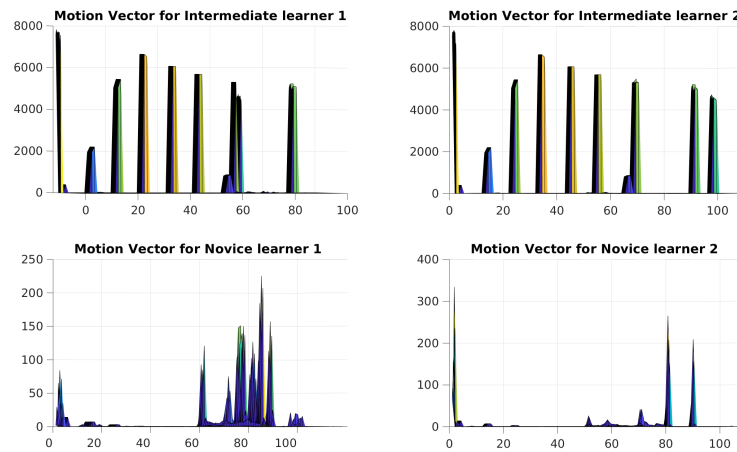 Motion Vector for Intermediate learner 1
8000
6000
4000
2000
0
0 20 40 60 80 100
Motion Vector for Intermediate learner 2
8000
6000
4000
2000
0
0 20 40 60 80 100
Motion Vector for Novice learner 1
250
200
150
100
50
0
0 20 40 60 80 100
Motion Vector for Novice learner 2
400
300
200
100
0
0 20 40 60 80 100